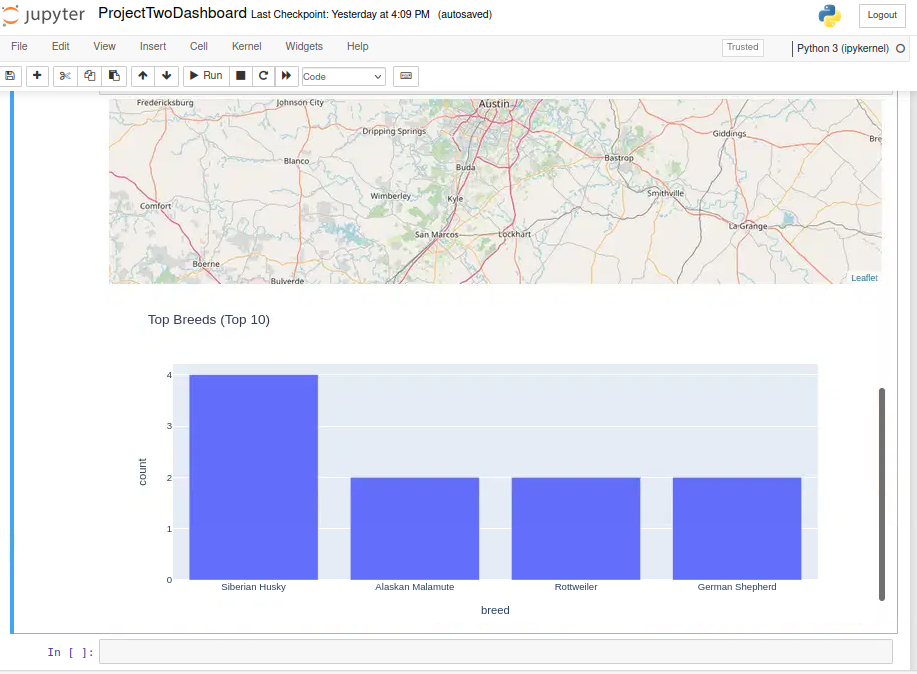 jupyter ProjectTwoDashboard Last Checkpoint: Yesterday at 4:09 PM (autosaved) Logout
File Edit View Insert Cell Kernel Widgets Help Trusted Python 3 (ipykernel)
Run Code
Fredericksburg Johnson City Austin
Dripping Springs Giddings Bre
Blanco Buda Bastrop
Wimberley Kyle Smithville
Comfort
San Marcos Lockhart La Grange
Boerne
Bulverde Leaflet
Top Breeds (Top 10)
4
3
count
2
1
0
Siberian Husky Alaskan Malamute Rottweiler German Shepherd
breed
In [ ]: